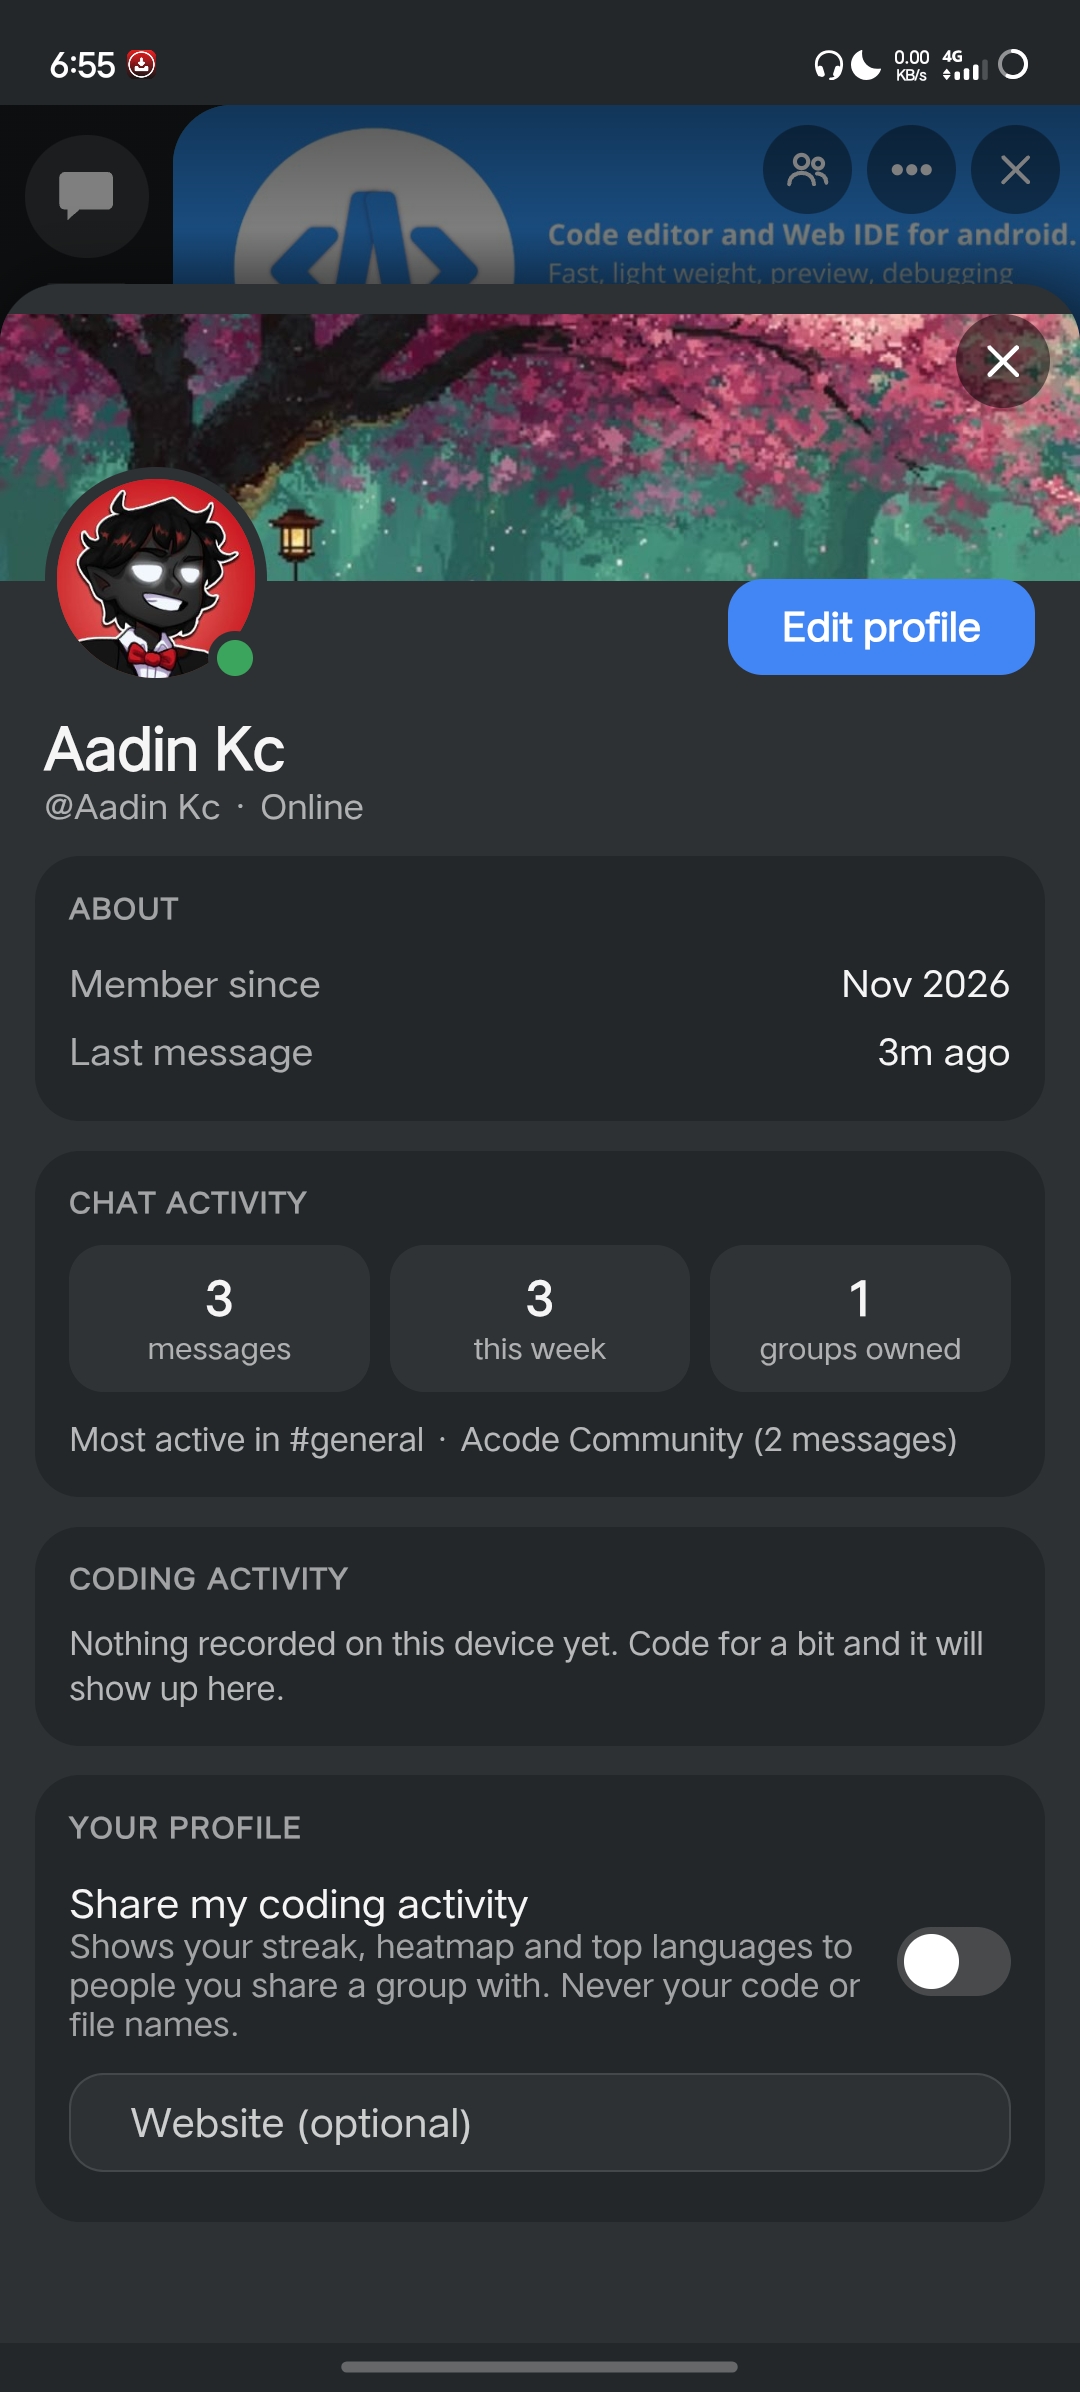 6:55
0.00
KB/s
4G
Code editor and Web IDE for android.
Fast, light weight, preview, debugging
Edit profile
Aadin Kc
@Aadin Kc · Online
ABOUT
Member since Nov 2026
Last message 3m ago
CHAT ACTIVITY
3 3 1
messages this week groups owned
Most active in #general · Acode Community (2 messages)
CODING ACTIVITY
Nothing recorded on this device yet. Code for a bit and it will
show up here.
YOUR PROFILE
Share my coding activity
Shows your streak, heatmap and top languages to
people you share a group with. Never your code or
file names.
Website (optional)